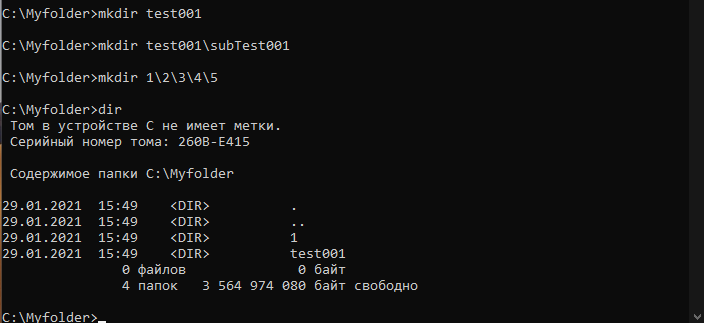 C:\Myfolder>mkdir test001
C:\Myfolder>mkdir test001\subTest001
C:\Myfolder>mkdir 1\2\3\4\5
C:\Myfolder>dir
Том в устройстве C не имеет метки.
Серийный номер тома: 260B-E415
Содержимое папки C:\Myfolder
29.01.2021  15:49    <DIR>          .
29.01.2021  15:49    <DIR>          ..
29.01.2021  15:49    <DIR>          1
29.01.2021  15:49    <DIR>          test001
0 файлов              0 байт
4 папок   3 564 974 080 байт свободно
C:\Myfolder>